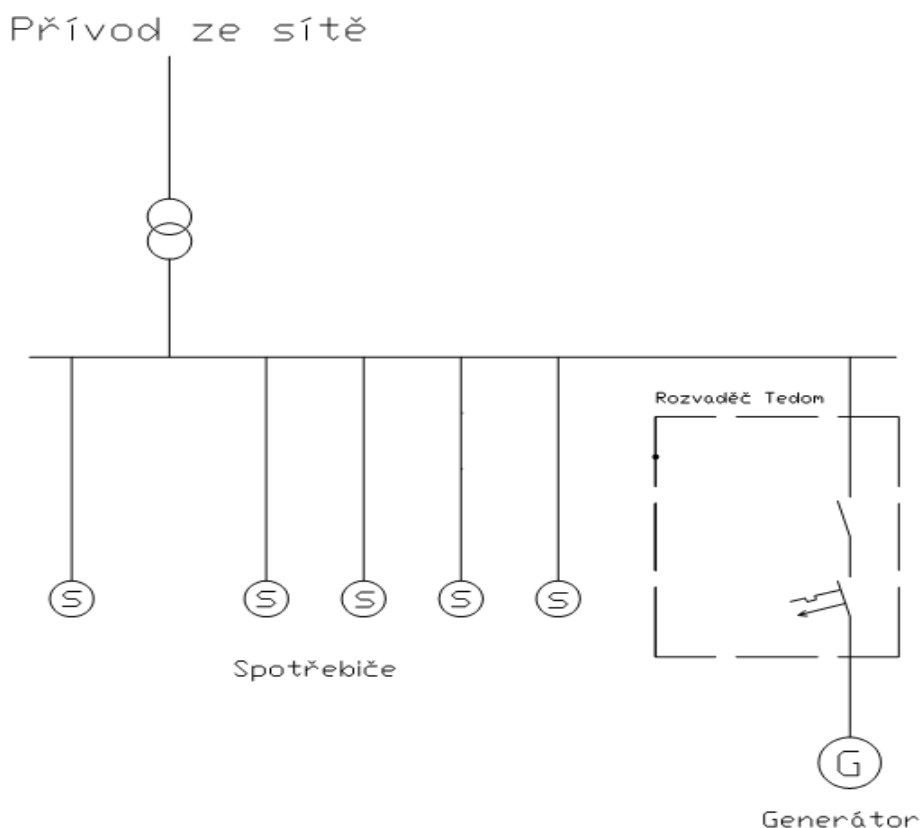 Přívod ze sítě
Rozvaděč Tedom
S S S S S
Spotřebiče
G
Generátor